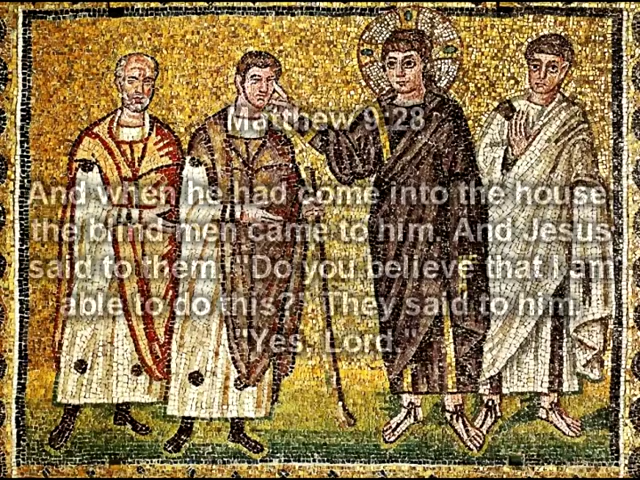 Matthew 9:28
And when he had come into the house,
the blind men came to him. And Jesus
said to them, "Do you believe that I am
able to do this?" They said to him,
"Yes, Lord."